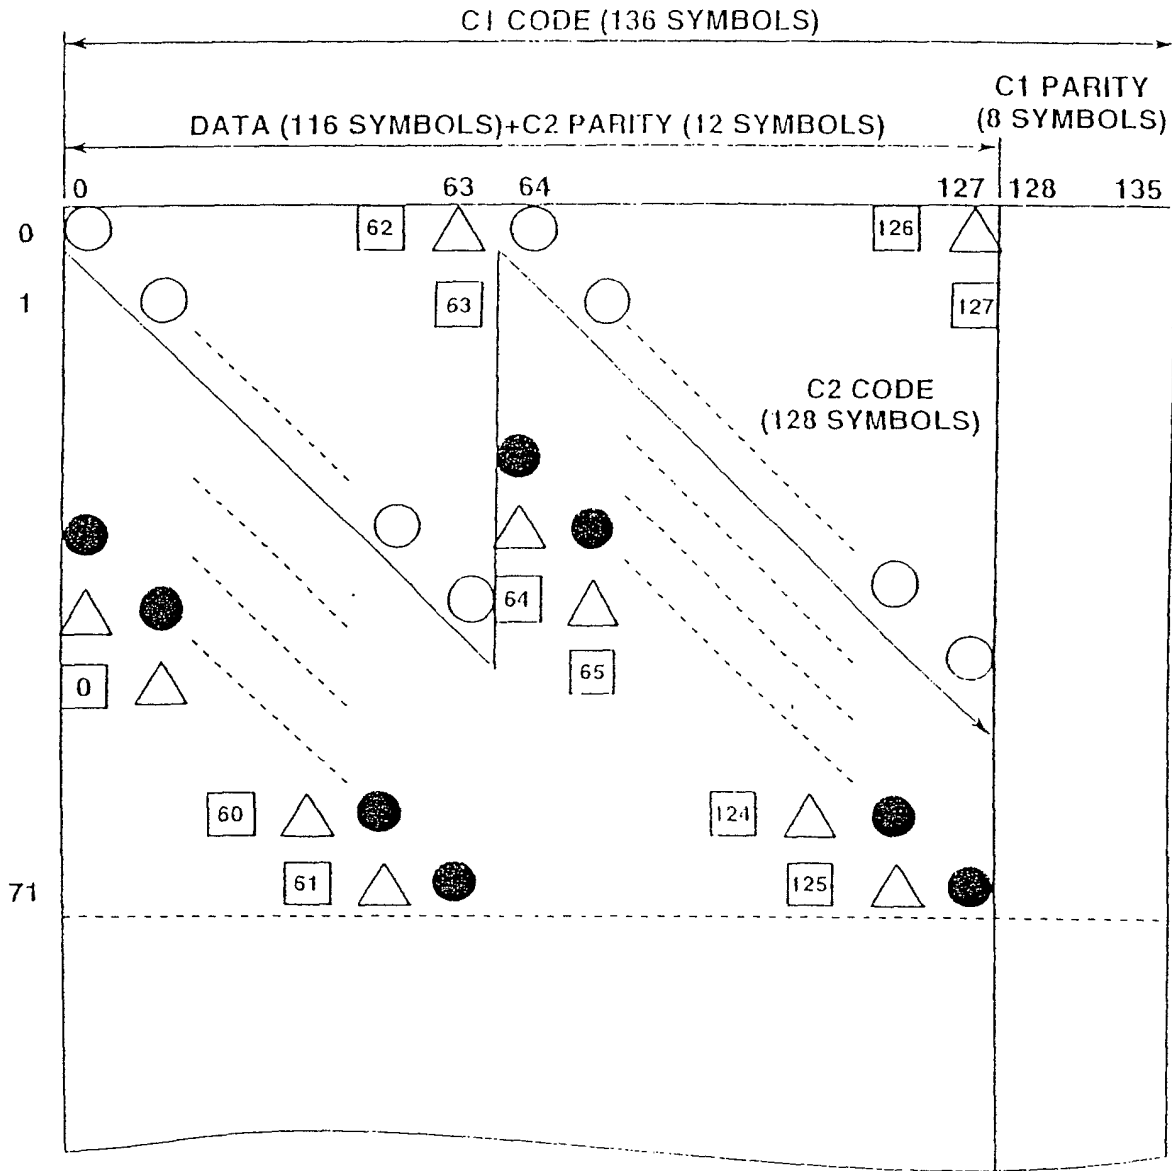 C1 CODE (136 SYMBOLS)
C1 PARITY
(8 SYMBOLS)
DATA (116 SYMBOLS)+C2 PARITY (12 SYMBOLS)
0 63 64 127 128 135
0 62 126
1 63 127
C2 CODE
(128 SYMBOLS)
64
65
0
60 124
61 125
71